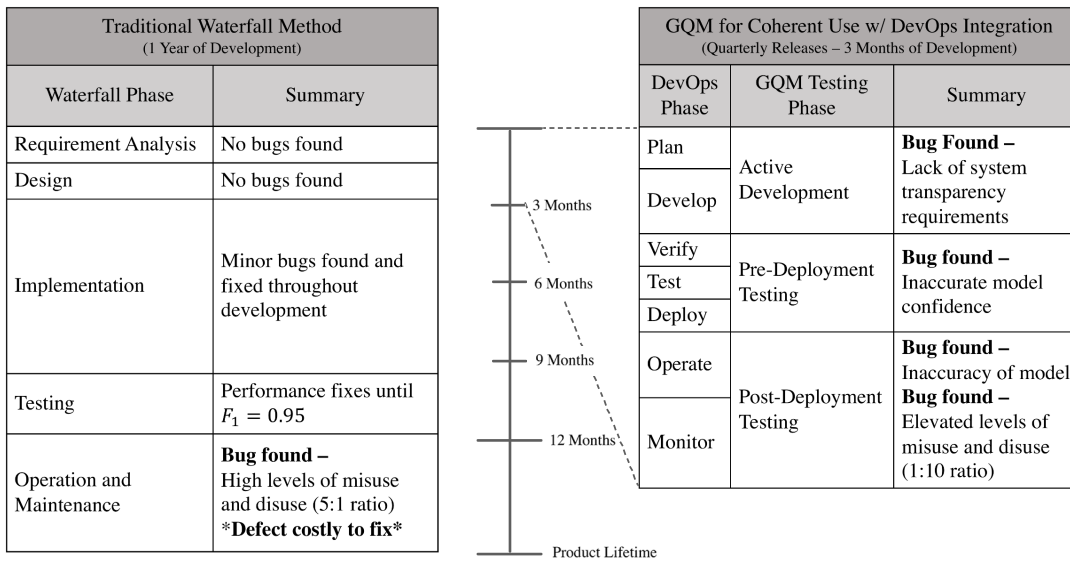 Traditional Waterfall Method
(1 Year of Development)
Waterfall Phase
Summary
Requirement Analysis
No bugs found
Design
No bugs found
Implementation
Minor bugs found and
fixed throughout
development
Testing
Performance fixes until
F₁ = 0.95
Operation and
Maintenance
Bug found –
High levels of misuse
and disuse (5:1 ratio)
*Defect costly to fix*
3 Months
6 Months
9 Months
12 Months
Product Lifetime
GQM for Coherent Use w/ DevOps Integration
(Quarterly Releases – 3 Months of Development)
DevOps
Phase
GQM Testing
Phase
Summary
Plan
Develop
Active
Development
Bug Found –
Lack of system
transparency
requirements
Verify
Test
Deploy
Pre-Deployment
Testing
Bug found –
Inaccurate model
confidence
Operate
Monitor
Post-Deployment
Testing
Bug found –
Inaccuracy of model
Bug found –
Elevated levels of
misuse and disuse
(1:10 ratio)